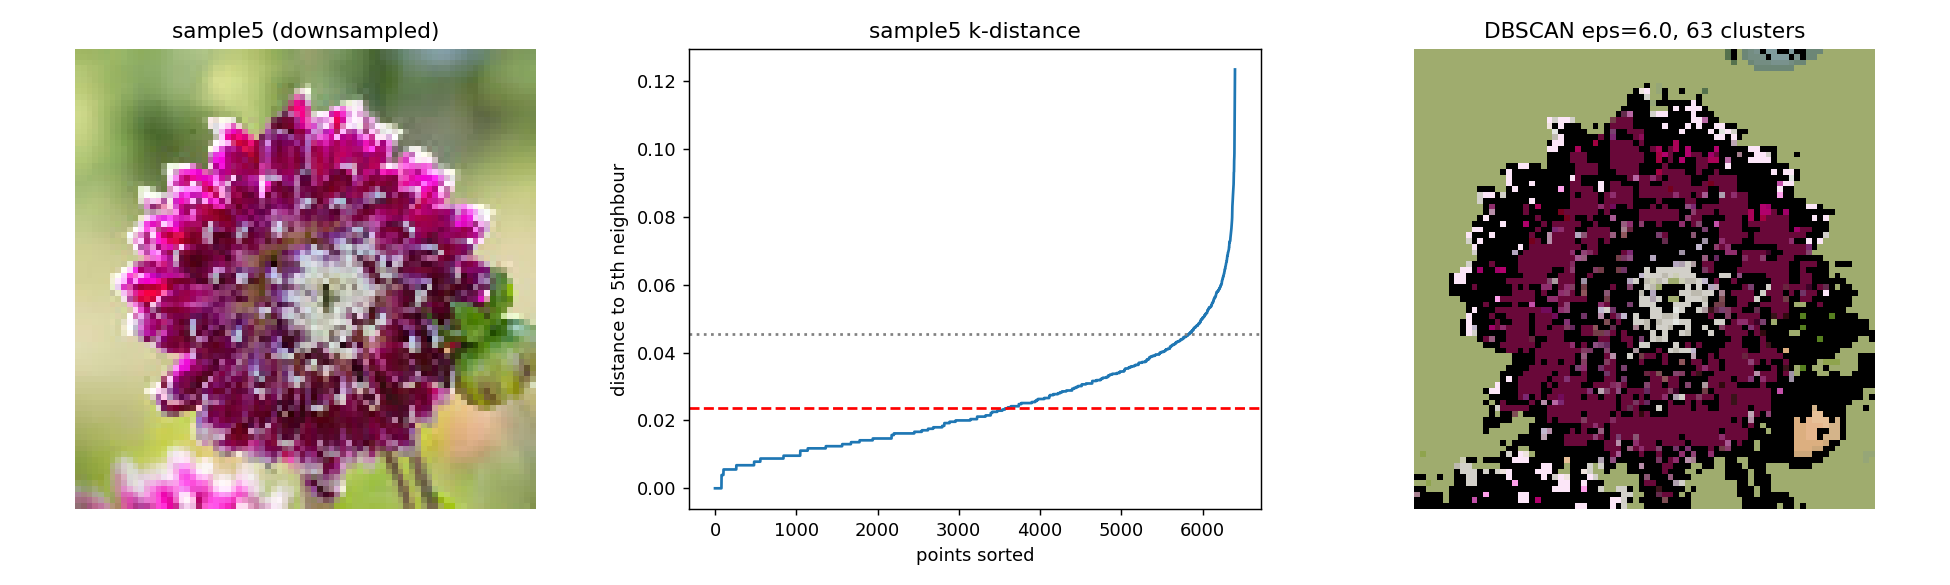 sample5 (downsampled)
sample5 k-distance
DBSCAN eps=6.0, 63 clusters
distance to 5th neighbour
0.12
0.10
0.08
0.06
0.04
0.02
0.00
0 1000 2000 3000 4000 5000 6000
points sorted